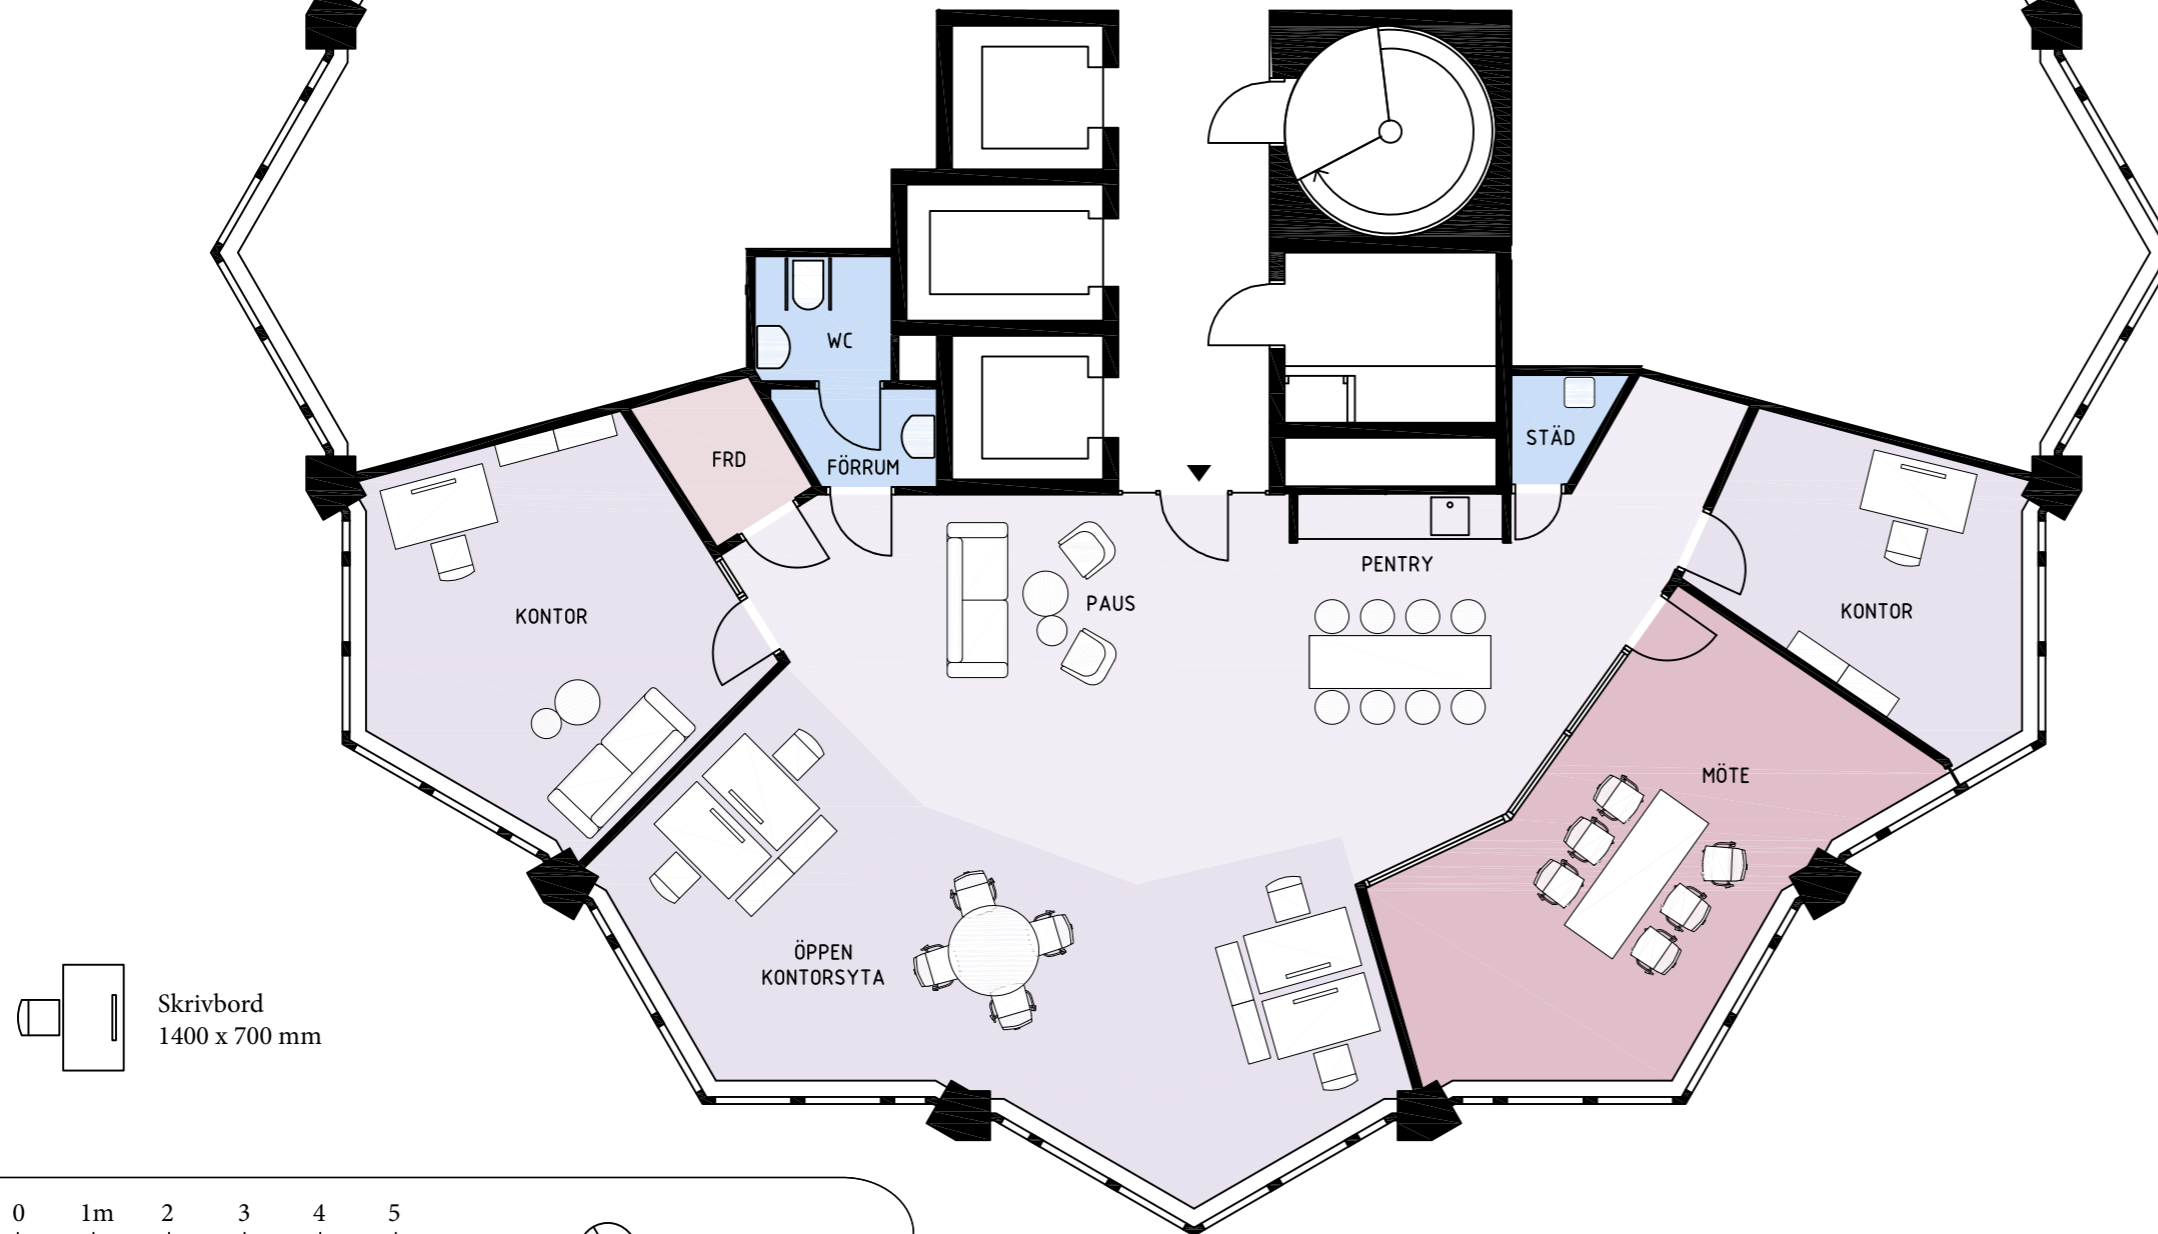 WC
FRD
FÖRRUM
STÄD
PENTRY
PAUS
KONTOR
KONTOR
MÖTE
ÖPPEN
KONTORSYTA
Skrivbord
1400 x 700 mm
0 1m 2 3 4 5